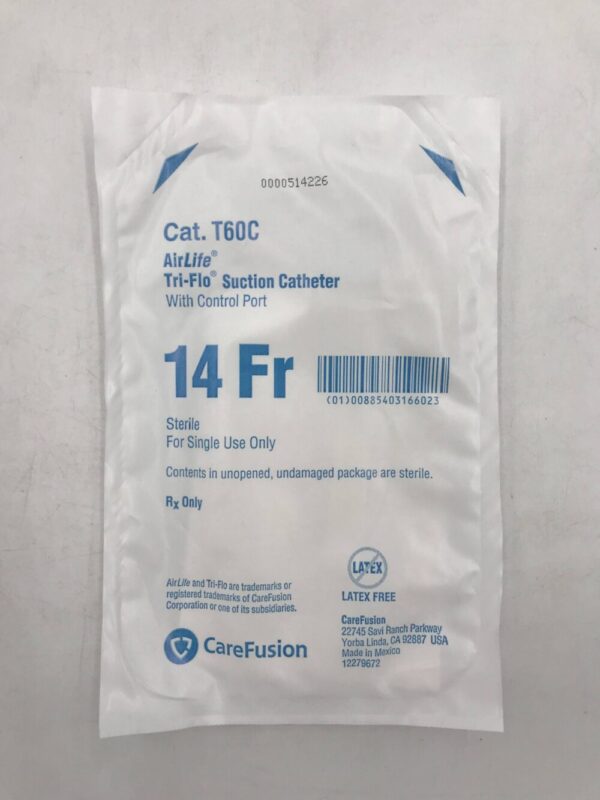 0000514226
Cat. T60C
AirLife®
Tri-Flo® Suction Catheter
With Control Port
14 Fr
(01)00885403166023
Sterile
For Single Use Only
Contents in unopened, undamaged package are sterile.
Rx Only
LATEX
LATEX FREE
AirLife and Tri-Flo are trademarks or
registered trademarks of CareFusion
Corporation or one of its subsidiaries.
CareFusion
CareFusion
22745 Savi Ranch Parkway
Yorba Linda, CA 92887 USA
Made in Mexico
12279672